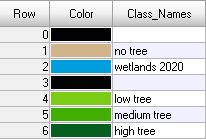 Row Color Class_Names
0
1 no tree
2 wetlands 2020
3
4 low tree
5 medium tree
6 high tree